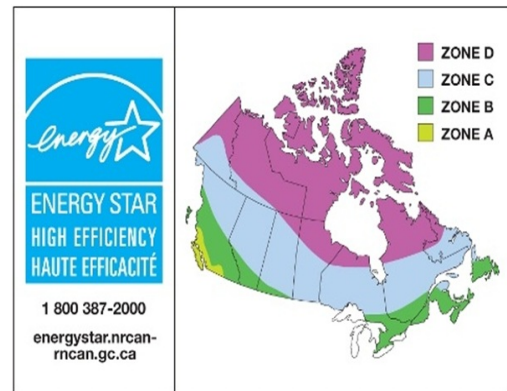 energy
ENERGY STAR
HIGH EFFICIENCY
HAUTE EFFICACITÉ
1 800 387-2000
energystar.nrcan-
rncan.gc.ca
ZONE D
ZONE C
ZONE B
ZONE A